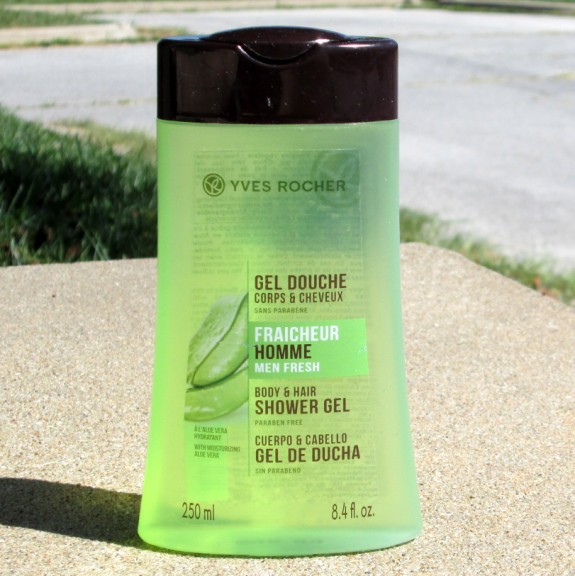 YVES ROCHER
GEL DOUCHE
CORPS & CHEVEUX
SANS PARABENE
FRAICHEUR
HOMME
MEN FRESH
BODY & HAIR
SHOWER GEL
PARABEN FREE
CUERPO & CABELLO
GEL DE DUCHA
SIN PARABENO
À L'ALOE VERA
HYDRATANT
WITH MOISTURIZING
ALOE VERA
250 ml
8.4 fl. oz.